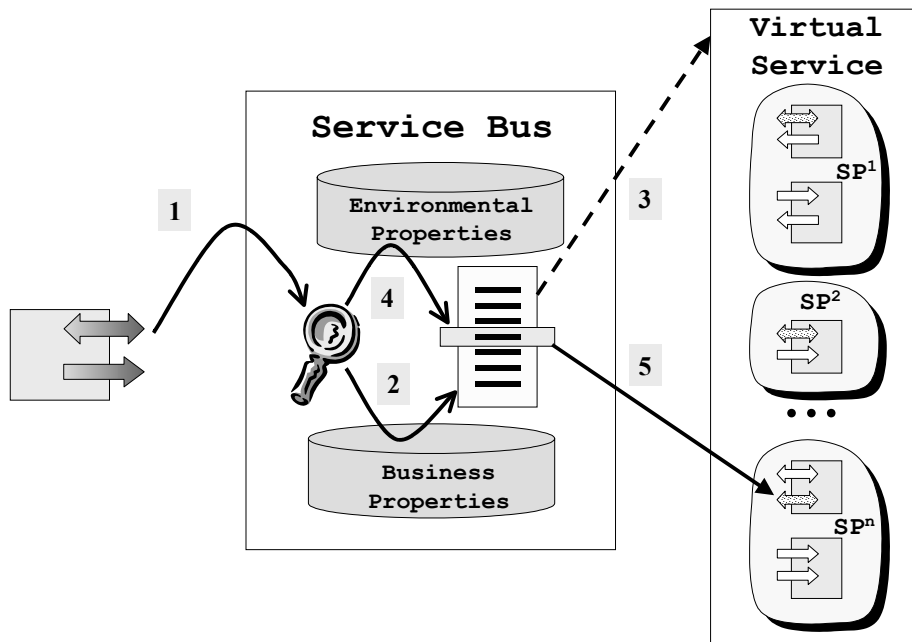 Virtual
Service
Service Bus
SP1
Environmental
Properties
1
3
4
SP2
5
2
• • •
Business
Properties
SPn